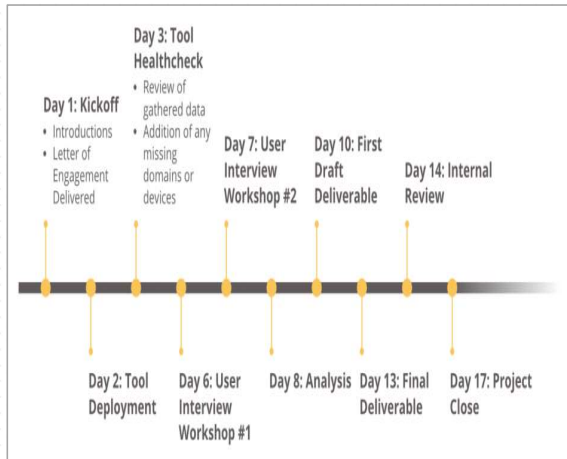 Day 1: Kickoff
• Introductions
• Letter of
Engagement
Delivered
Day 2: Tool
Deployment
Day 3: Tool
Healthcheck
• Review of
gathered data
• Addition of any
missing
domains or
devices
Day 6: User
Interview
Workshop #1
Day 7: User
Interview
Workshop #2
Day 8: Analysis
Day 10: First
Draft
Deliverable
Day 13: Final
Deliverable
Day 14: Internal
Review
Day 17: Project
Close